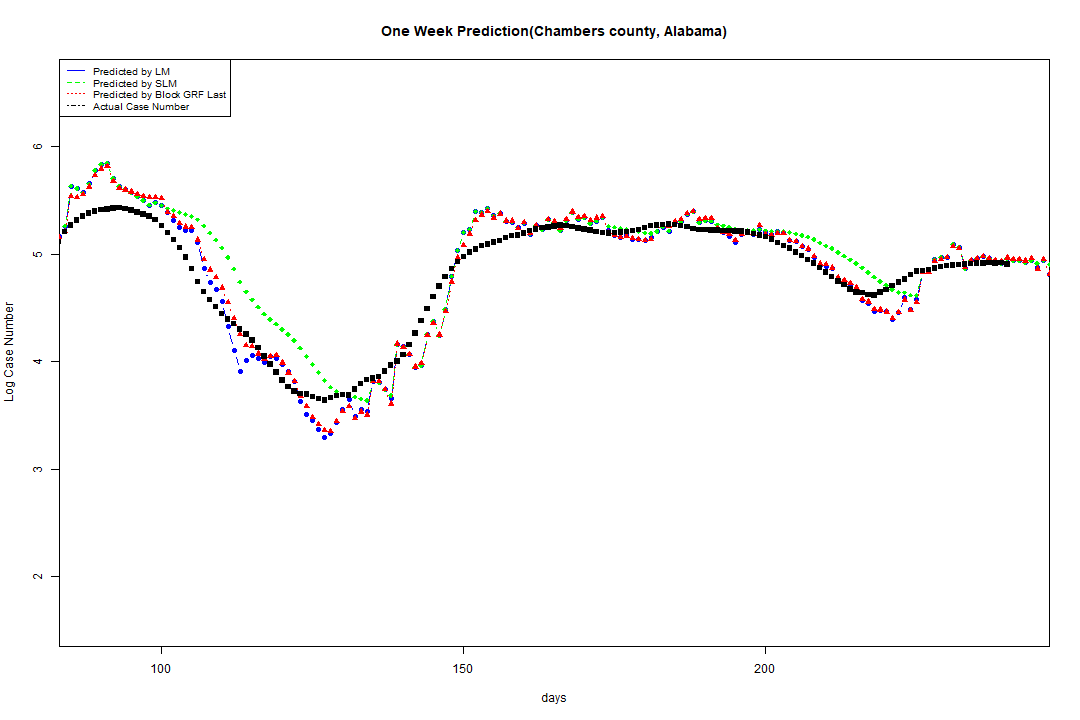 One Week Prediction(Chambers county, Alabama)
Predicted by LM
Predicted by SLM
Predicted by Block GRF Last
Actual Case Number
6
5
4
3
2
Log Case Number
100 150 200
days